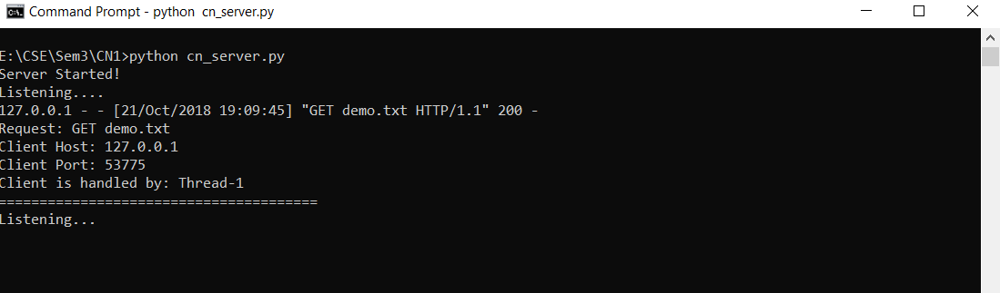 Command Prompt - python  cn_server.py
E:\CSE\Sem3\CN1>python cn_server.py
Server Started!
Listening....
127.0.0.1 - - [21/Oct/2018 19:09:45] "GET demo.txt HTTP/1.1" 200 -
Request: GET demo.txt
Client Host: 127.0.0.1
Client Port: 53775
Client is handled by: Thread-1
=======================================
Listening...